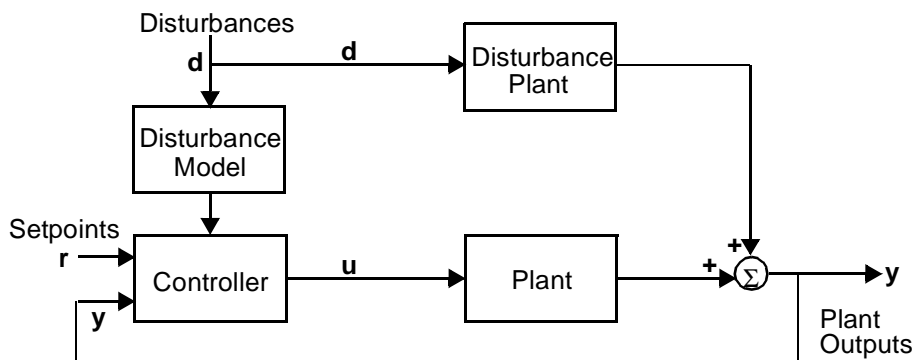 Disturbances
d
d
Disturbance
Plant
Disturbance
Model
Setpoints
r
Controller
u
Plant
+
+
Σ
y
y
Plant
Outputs